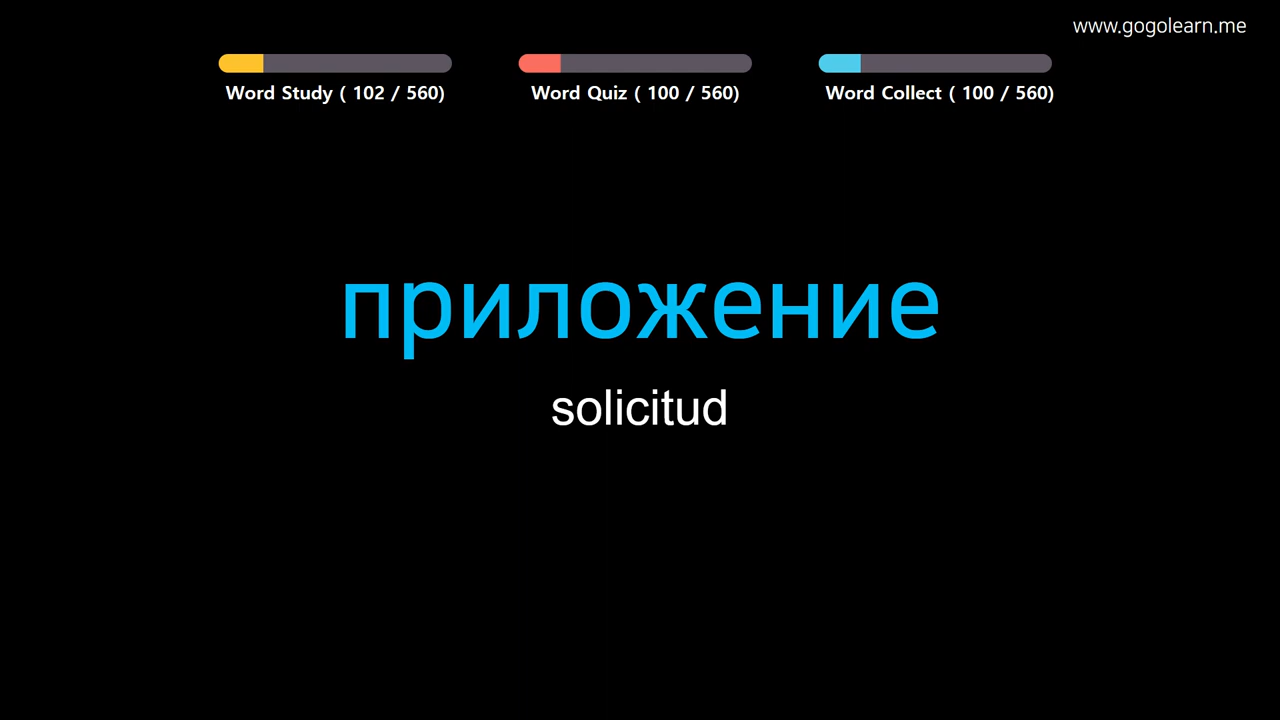 www.gogolearn.me
Word Study ( 102 / 560)
Word Quiz ( 100 / 560)
Word Collect ( 100 / 560)
приложение
solicitud